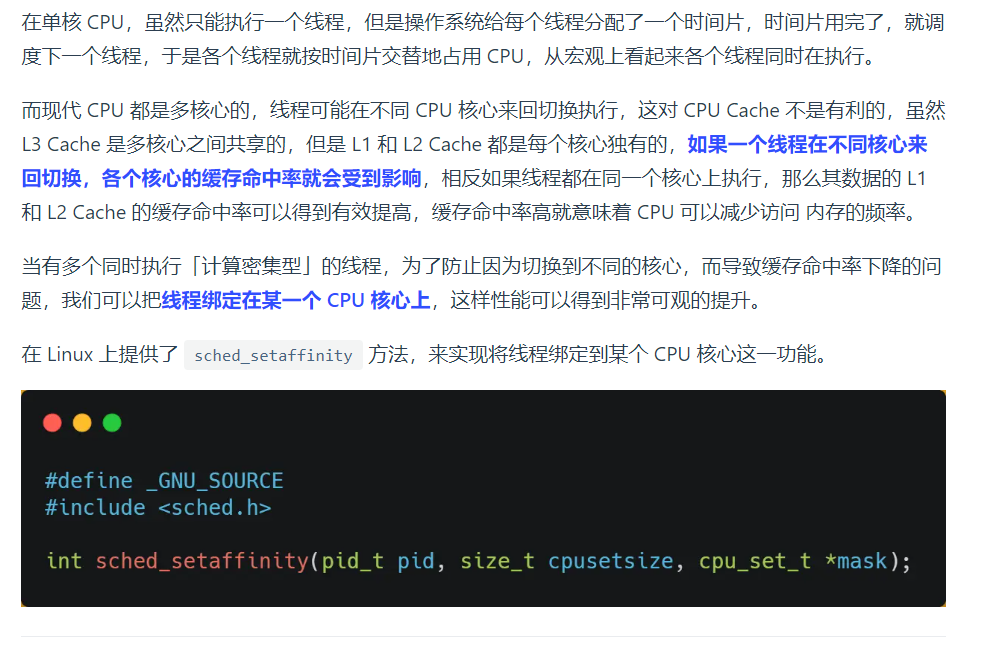 在单核 CPU，虽然只能执行一个线程，但是操作系统给每个线程分配了一个时间片，时间片用完了，就调
度下一个线程，于是各个线程就按时间片交替地占用 CPU，从宏观上看起来各个线程同时在执行。
而现代 CPU 都是多核心的，线程可能在不同 CPU 核心来回切换执行，这对 CPU Cache 不是有利的，虽然
L3 Cache 是多核心之间共享的，但是 L1 和 L2 Cache 都是每个核心独有的，如果一个线程在不同核心来
回切换，各个核心的缓存命中率就会受到影响，相反如果线程都在同一个核心上执行，那么其数据的 L1
和 L2 Cache 的缓存命中率可以得到有效提高，缓存命中率高就意味着 CPU 可以减少访问 内存的频率。
当有多个同时执行「计算密集型」的线程，为了防止因为切换到不同的核心，而导致缓存命中率下降的问
题，我们可以把线程绑定在某一个 CPU 核心上，这样性能可以得到非常可观的提升。
在 Linux 上提供了 sched_setaffinity 方法，来实现将线程绑定到某个 CPU 核心这一功能。
#define _GNU_SOURCE
#include <sched.h>
int sched_setaffinity(pid_t pid, size_t cpusetsize, cpu_set_t *mask);